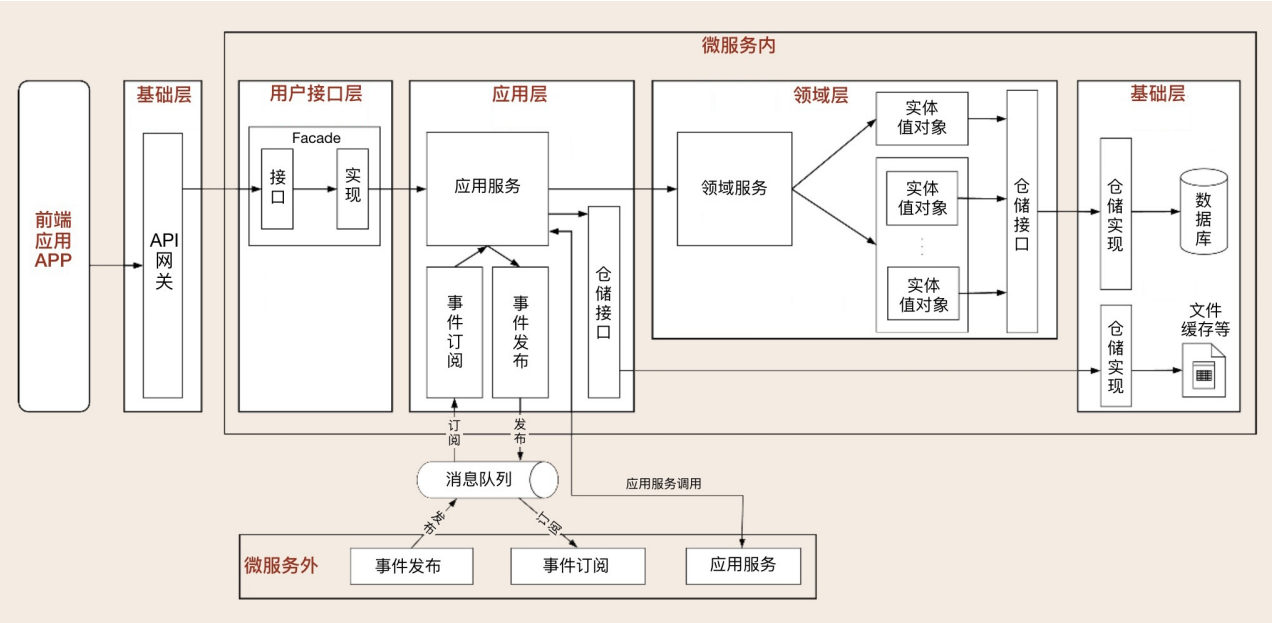 微服务内
前端
应用
APP
基础层
API
网
关
用户接口层
Facade
接
口
实
现
应用层
应用服务
事
件
订
阅
事
件
发
布
仓
储
接
口
领域层
领域服务
实体
值对象
实体
值对象
实体
值对象
仓
储
接
口
基础层
仓
储
实
现
数
据
库
仓
储
实
现
文件
缓存等
订
阅
发
布
消息队列
发
布
订
阅
应用服务调用
微服务外
事件发布
事件订阅
应用服务